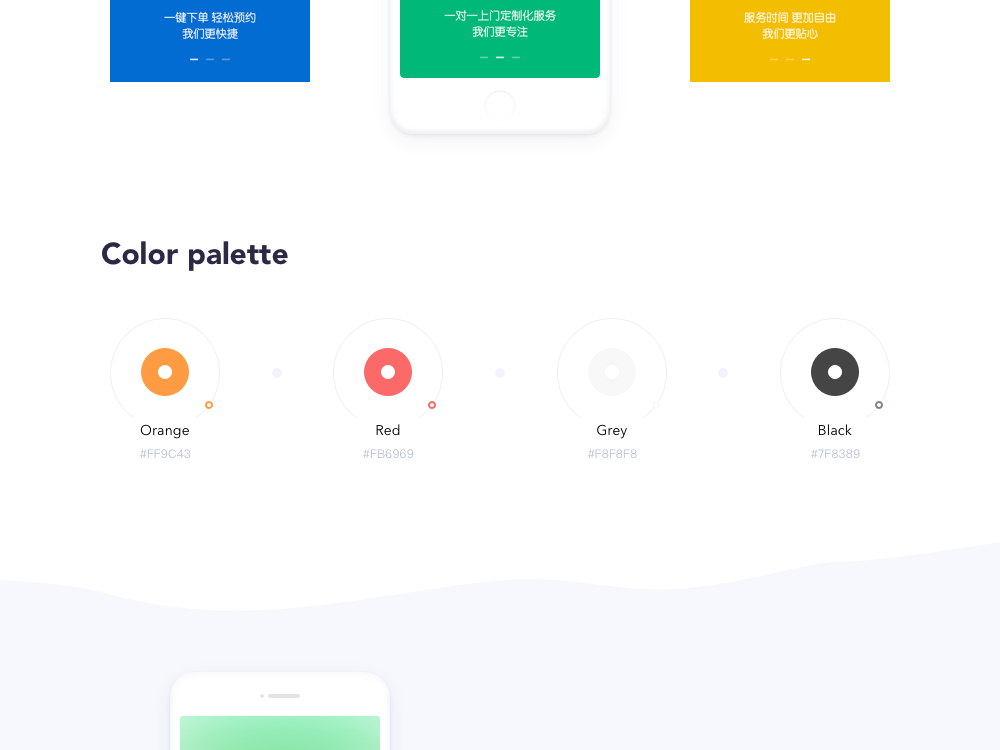 一键下单 轻松预约
我们更快捷
一对一上门定制化服务
我们更专注
服务时间 更加自由
我们更贴心
Color palette
Orange
#FF9C43
Red
#FB6969
Grey
#F8F8F8
Black
#7F8389